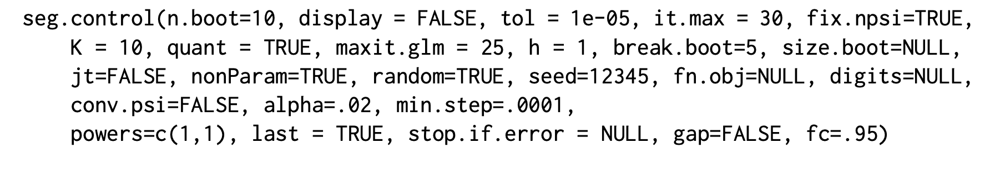 seg.control(n.boot=10, display = FALSE, tol = 1e-05, it.max = 30, fix.npsi=TRUE,
K = 10, quant = TRUE, maxit.glm = 25, h = 1, break.boot=5, size.boot=NULL,
jt=FALSE, nonParam=TRUE, random=TRUE, seed=12345, fn.obj=NULL, digits=NULL,
conv.psi=FALSE, alpha=.02, min.step=.0001,
powers=c(1,1), last = TRUE, stop.if.error = NULL, gap=FALSE, fc=.95)